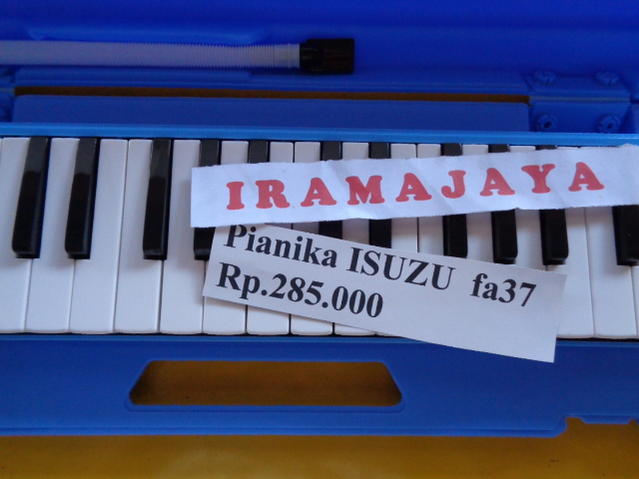 IRAMAJAYA
Pianika ISUZU fa37
Rp.285.000